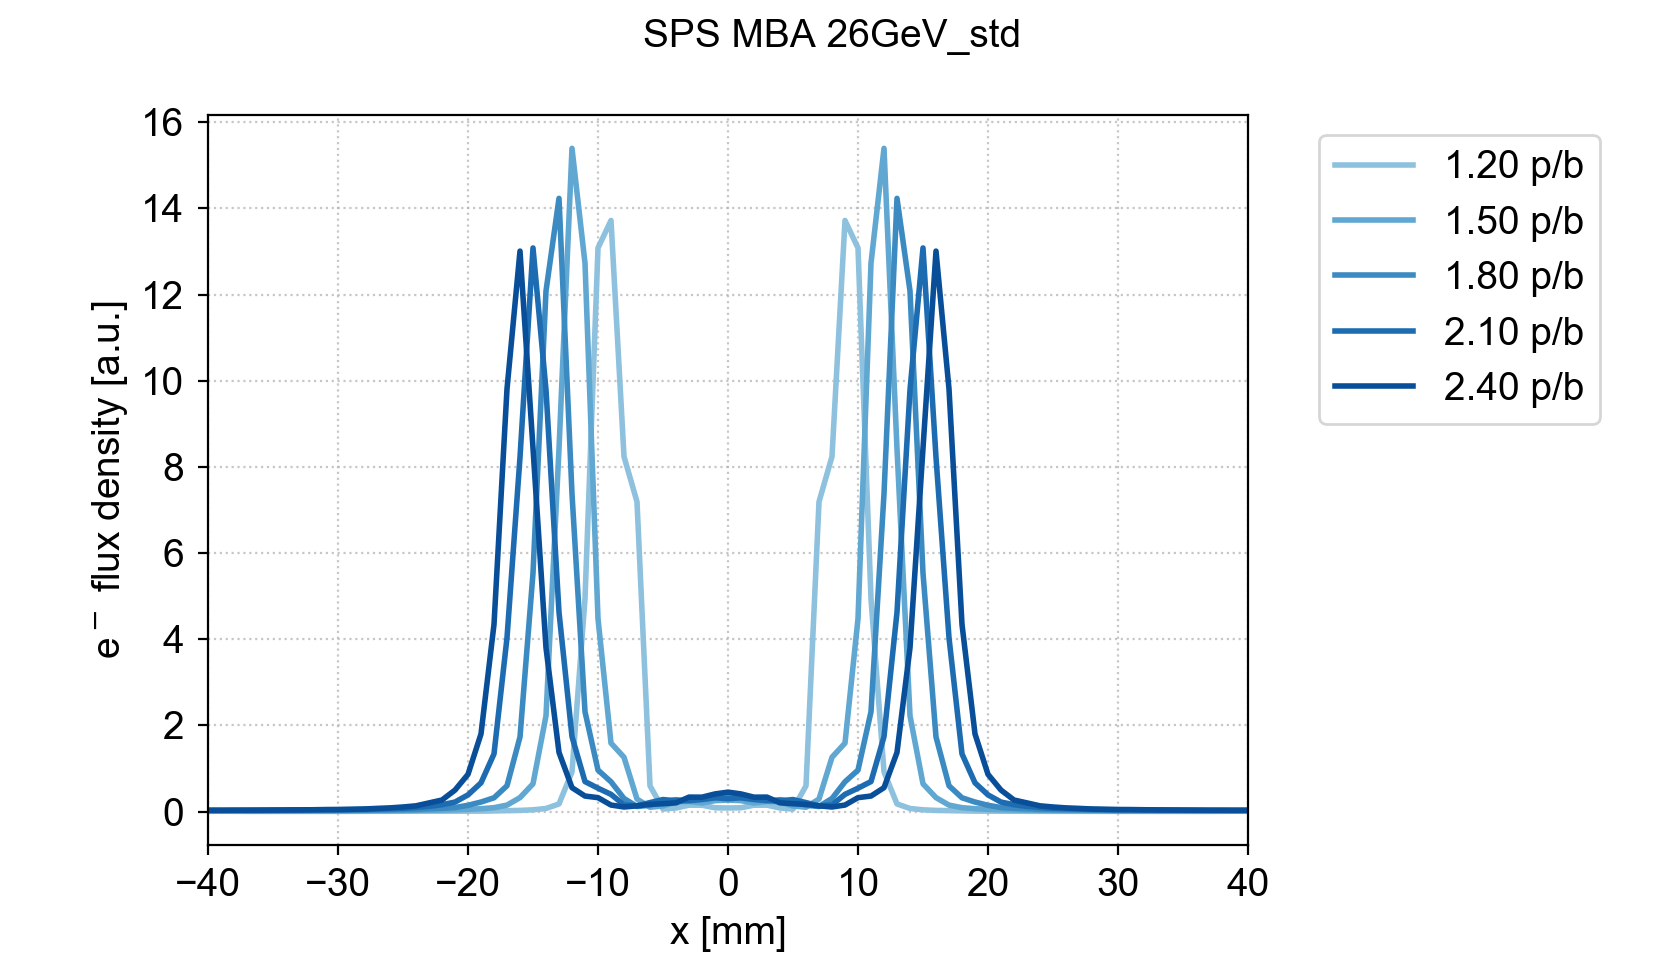 SPS MBA 26GeV_std
16
14
12
10
8
6
4
2
0
e⁻ flux density [a.u.]
−40 −30 −20 −10 0 10 20 30 40
x [mm]
1.20 p/b
1.50 p/b
1.80 p/b
2.10 p/b
2.40 p/b